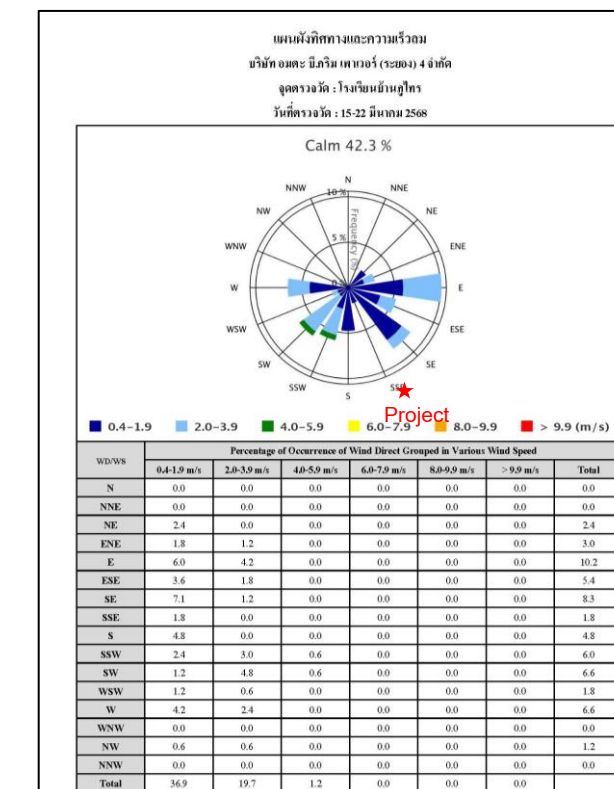 แผนผังทิศทางและความเร็วลม
บริษัท อมตะ บี.กริม เพาเวอร์ (ระยอง) 4 จำกัด
จุดตรวจวัด : โรงเรียนบ้านภูไทร
วันที่ตรวจวัด : 15-22 มีนาคม 2568
Calm 42.3 %
N
NNW NNE
10 %
NW NE
Frequency (%)
WNW ENE
5 %
W E
WSW ESE
SW SE
SSW
S
Project
0.4-1.9 2.0-3.9 4.0-5.9 6.0-7.9 8.0-9.9 > 9.9 (m/s)
WD/WS Percentage of Occurrence of Wind Direct Grouped in Various Wind Speed
0.4-1.9 m/s 2.0-3.9 m/s 4.0-5.9 m/s 6.0-7.9 m/s 8.0-9.9 m/s > 9.9 m/s Total
N 0.0 0.0 0.0 0.0 0.0 0.0 0.0
NNE 0.0 0.0 0.0 0.0 0.0 0.0 0.0
NE 2.4 0.0 0.0 0.0 0.0 0.0 2.4
ENE 1.8 1.2 0.0 0.0 0.0 0.0 3.0
E 6.0 4.2 0.0 0.0 0.0 0.0 10.2
ESE 3.6 1.8 0.0 0.0 0.0 0.0 5.4
SE 7.1 1.2 0.0 0.0 0.0 0.0 8.3
SSE 1.8 0.0 0.0 0.0 0.0 0.0 1.8
S 4.8 0.0 0.0 0.0 0.0 0.0 4.8
SSW 2.4 3.0 0.6 0.0 0.0 0.0 6.0
SW 1.2 4.8 0.6 0.0 0.0 0.0 6.6
WSW 1.2 0.6 0.0 0.0 0.0 0.0 1.8
W 4.2 2.4 0.0 0.0 0.0 0.0 6.6
WNW 0.0 0.0 0.0 0.0 0.0 0.0 0.0
NW 0.6 0.6 0.0 0.0 0.0 0.0 1.2
NNW 0.0 0.0 0.0 0.0 0.0 0.0 0.0
Total 36.9 19.7 1.2 0.0 0.0 0.0